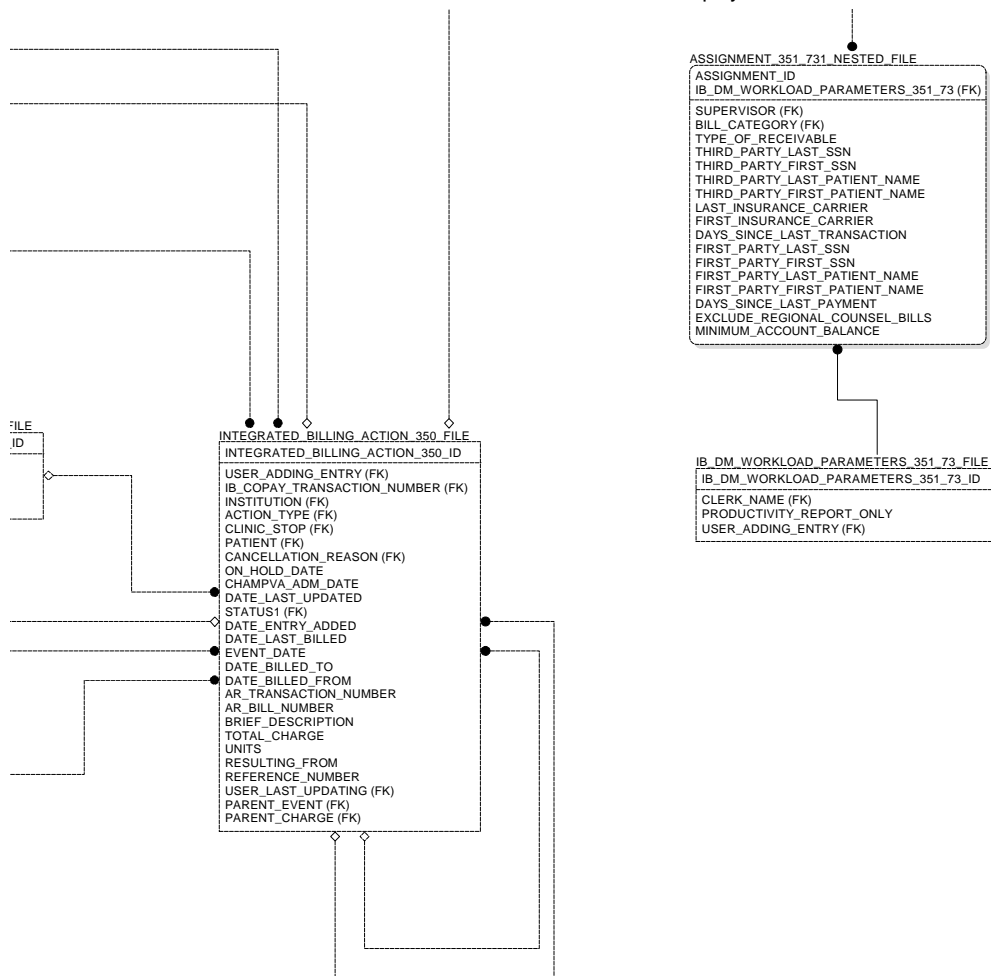 ASSIGNMENT_351_731_NESTED_FILE
ASSIGNMENT_ID
IB_DM_WORKLOAD_PARAMETERS_351_73 (FK)
SUPERVISOR (FK)
BILL_CATEGORY (FK)
TYPE_OF_RECEIVABLE
THIRD_PARTY_LAST_SSN
THIRD_PARTY_FIRST_SSN
THIRD_PARTY_LAST_PATIENT_NAME
THIRD_PARTY_FIRST_PATIENT_NAME
LAST_INSURANCE_CARRIER
FIRST_INSURANCE_CARRIER
DAYS_SINCE_LAST_TRANSACTION
FIRST_PARTY_LAST_SSN
FIRST_PARTY_FIRST_SSN
FIRST_PARTY_LAST_PATIENT_NAME
FIRST_PARTY_FIRST_PATIENT_NAME
DAYS_SINCE_LAST_PAYMENT
EXCLUDE_REGIONAL_COUNSEL_BILLS
MINIMUM_ACCOUNT_BALANCE
FILE
ID
INTEGRATED_BILLING_ACTION_350_FILE
INTEGRATED_BILLING_ACTION_350_ID
USER_ADDING_ENTRY (FK)
IB_COPAY_TRANSACTION_NUMBER (FK)
INSTITUTION (FK)
ACTION_TYPE (FK)
CLINIC_STOP (FK)
PATIENT (FK)
CANCELLATION_REASON (FK)
ON_HOLD_DATE
CHAMPVA_ADM_DATE
DATE_LAST_UPDATED
STATUS1 (FK)
DATE_ENTRY_ADDED
DATE_LAST_BILLED
EVENT_DATE
DATE_BILLED_TO
DATE_BILLED_FROM
AR_TRANSACTION_NUMBER
AR_BILL_NUMBER
BRIEF_DESCRIPTION
TOTAL_CHARGE
UNITS
RESULTING_FROM
REFERENCE_NUMBER
USER_LAST_UPDATING (FK)
PARENT_EVENT (FK)
PARENT_CHARGE (FK)
IB_DM_WORKLOAD_PARAMETERS_351_73_FILE
IB_DM_WORKLOAD_PARAMETERS_351_73_ID
CLERK_NAME (FK)
PRODUCTIVITY_REPORT_ONLY
USER_ADDING_ENTRY (FK)